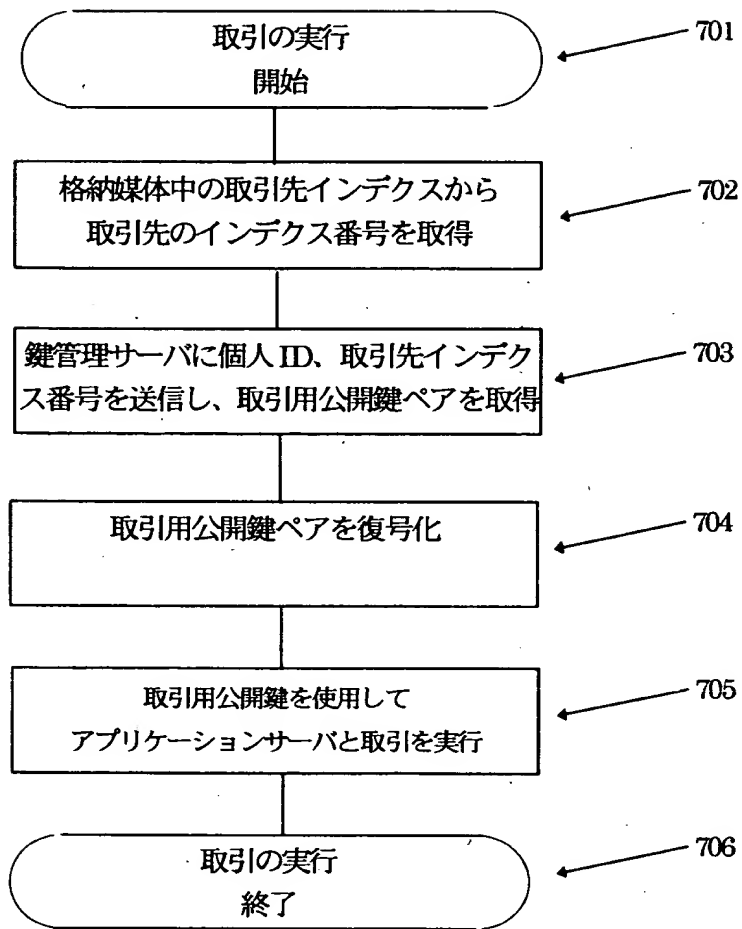 取引の実行
開始
701
格納媒体中の取引先インデクスから
取引先のインデクス番号を取得
702
鍵管理サーバに個人ID、取引先インデク
ス番号を送信し、取引用公開鍵ペアを取得
703
取引用公開鍵ペアを復号化
704
取引用公開鍵を使用して
アプリケーションサーバと取引を実行
705
取引の実行
終了
706